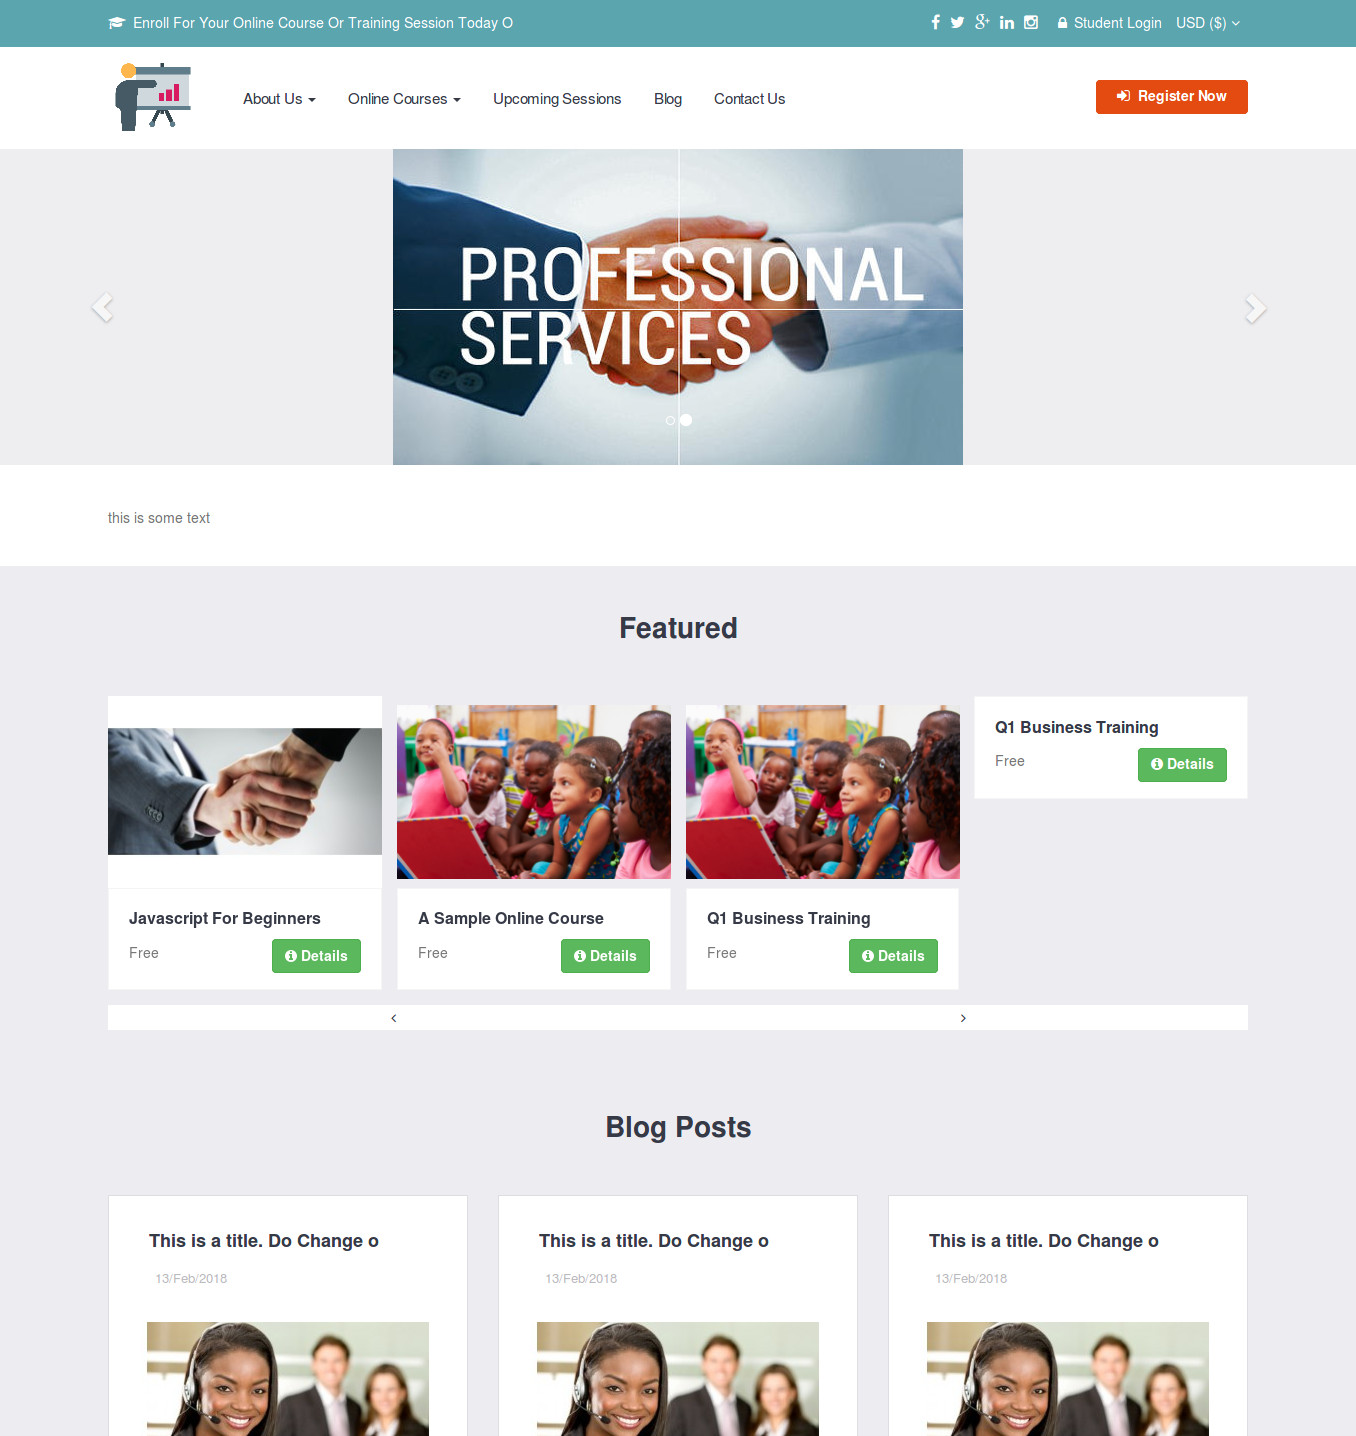 Enroll For Your Online Course Or Training Session Today O
Student Login USD ($)
About Us Online Courses Upcoming Sessions Blog Contact Us
Register Now
PROFESSIONAL
SERVICES
this is some text
Featured
Javascript For Beginners
Free Details
A Sample Online Course
Free Details
Q1 Business Training
Free Details
Q1 Business Training
Free Details
Blog Posts
This is a title. Do Change o
13/Feb/2018
This is a title. Do Change o
13/Feb/2018
This is a title. Do Change o
13/Feb/2018